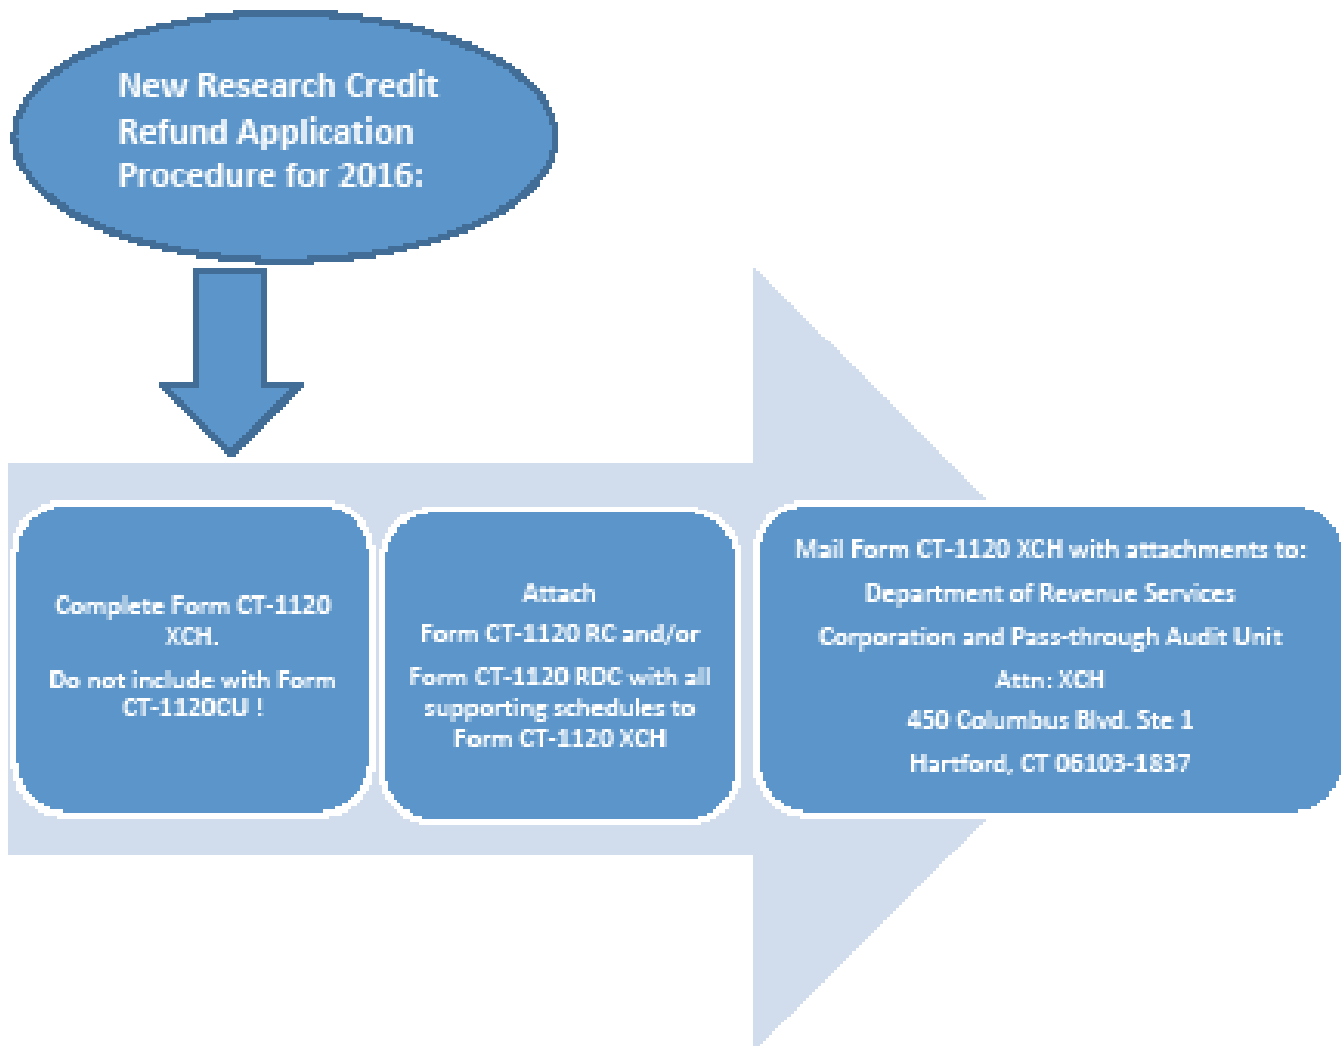 New Research Credit
Refund Application
Procedure for 2016:
Complete Form CT-1120
XCH.
Do not include with Form
CT-1120CU !
Attach
Form CT-1120 RC and/or
Form CT-1120 RDC with all
supporting schedules to
Form CT-1120 XCH
Mail Form CT-1120 XCH with attachments to:
Department of Revenue Services
Corporation and Pass-through Audit Unit
Attn: XCH
450 Columbus Blvd. Ste 1
Hartford, CT 06103-1837